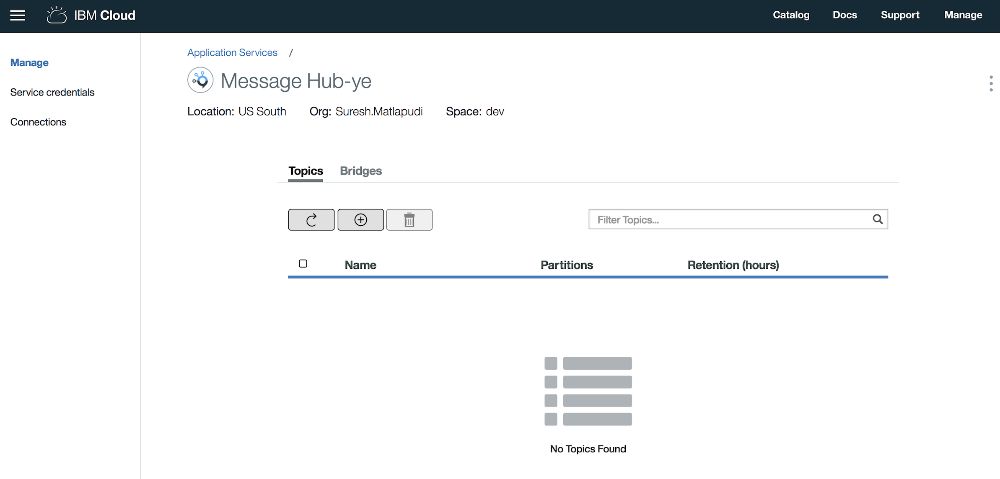 IBM Cloud
Catalog Docs Support Manage
Manage
Service credentials
Connections
Application Services /
Message Hub-ye
Location: US South Org: Suresh.Matlapudi Space: dev
Topics Bridges
Filter Topics...
Name Partitions Retention (hours)
No Topics Found